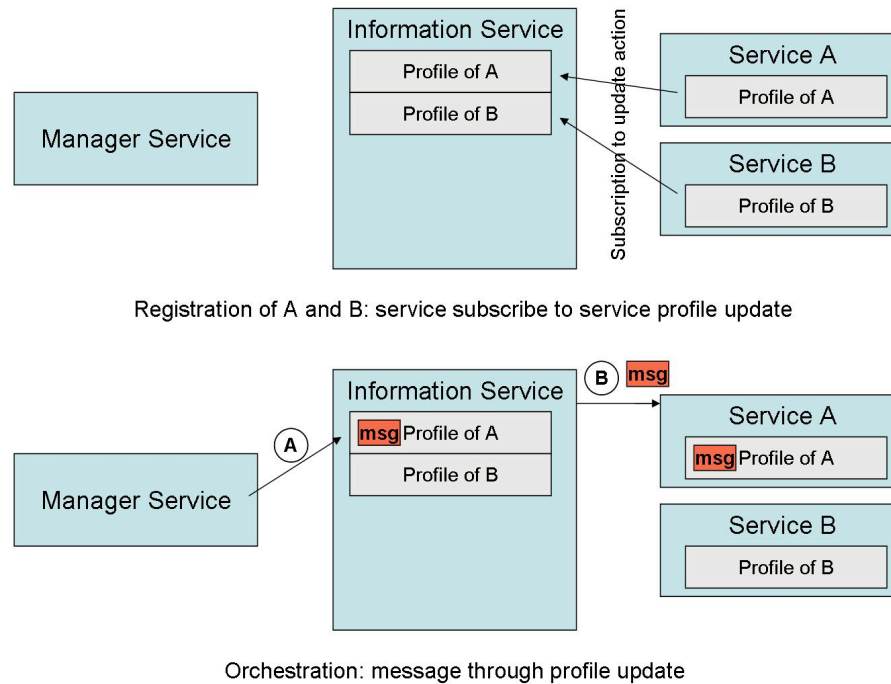 Information Service
Profile of A
Profile of B
Manager Service
Subscription to update action
Service A
Profile of A
Service B
Profile of B
Registration of A and B: service subscribe to service profile update
Manager Service
A
Information Service
msg Profile of A
Profile of B
B msg
Service A
msg Profile of A
Service B
Profile of B
Orchestration: message through profile update